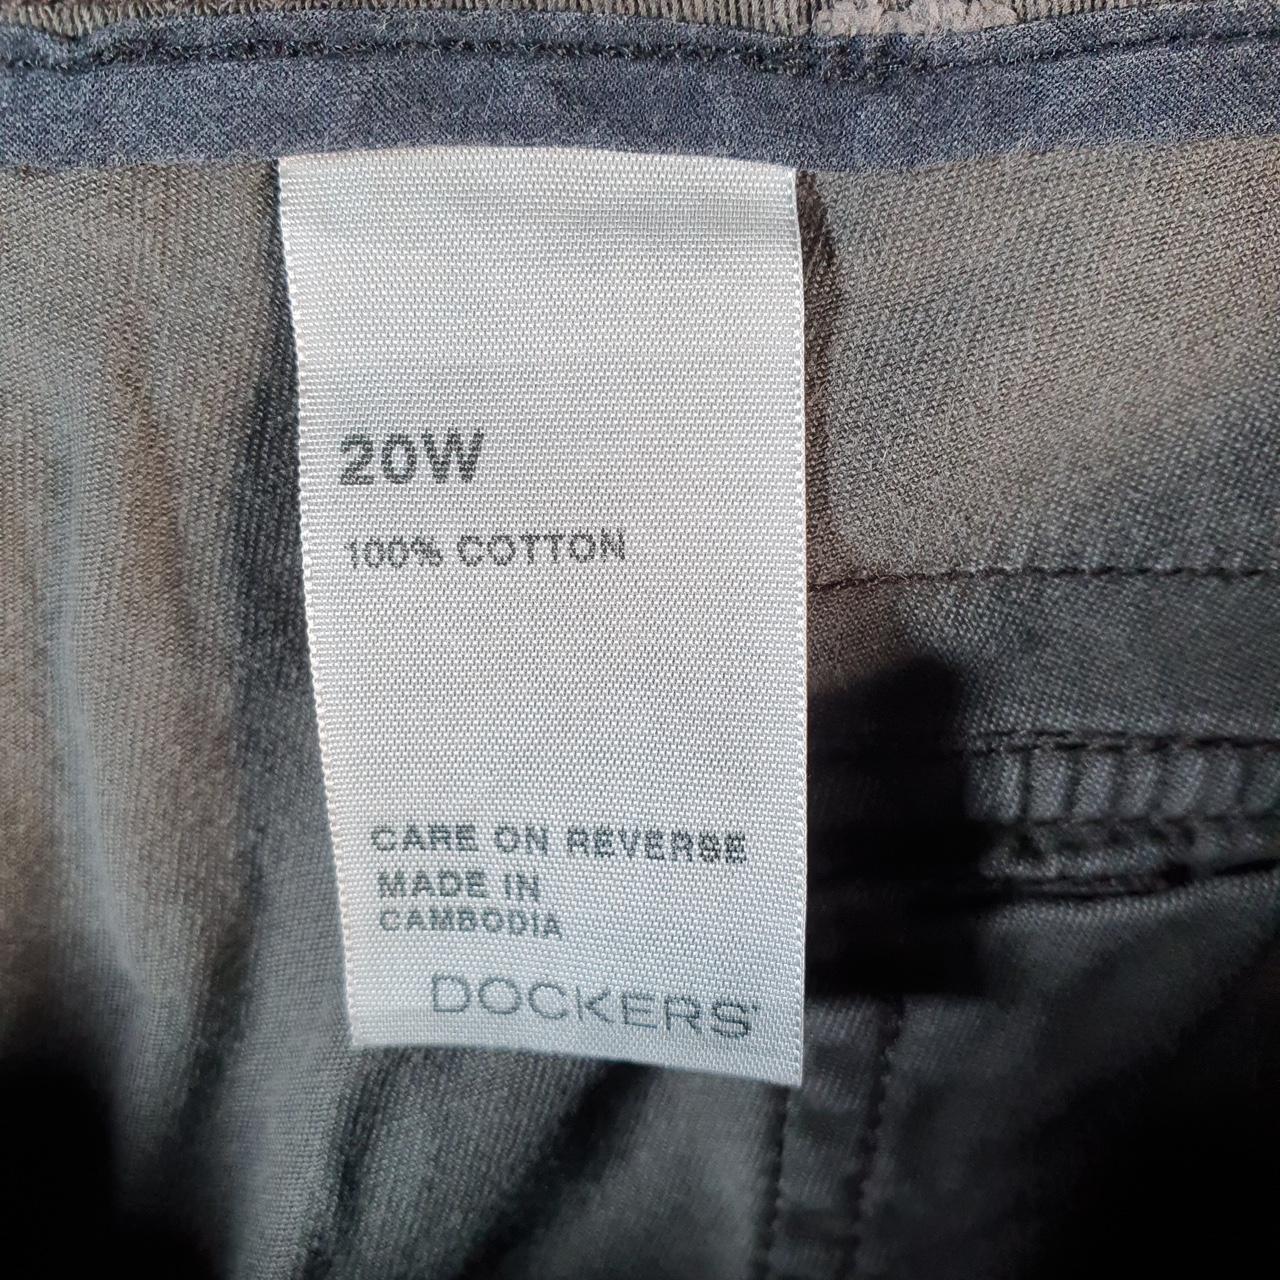 20W
100% COTTON
CARE ON REVERSE
MADE IN
CAMBODIA
DOCKERS®